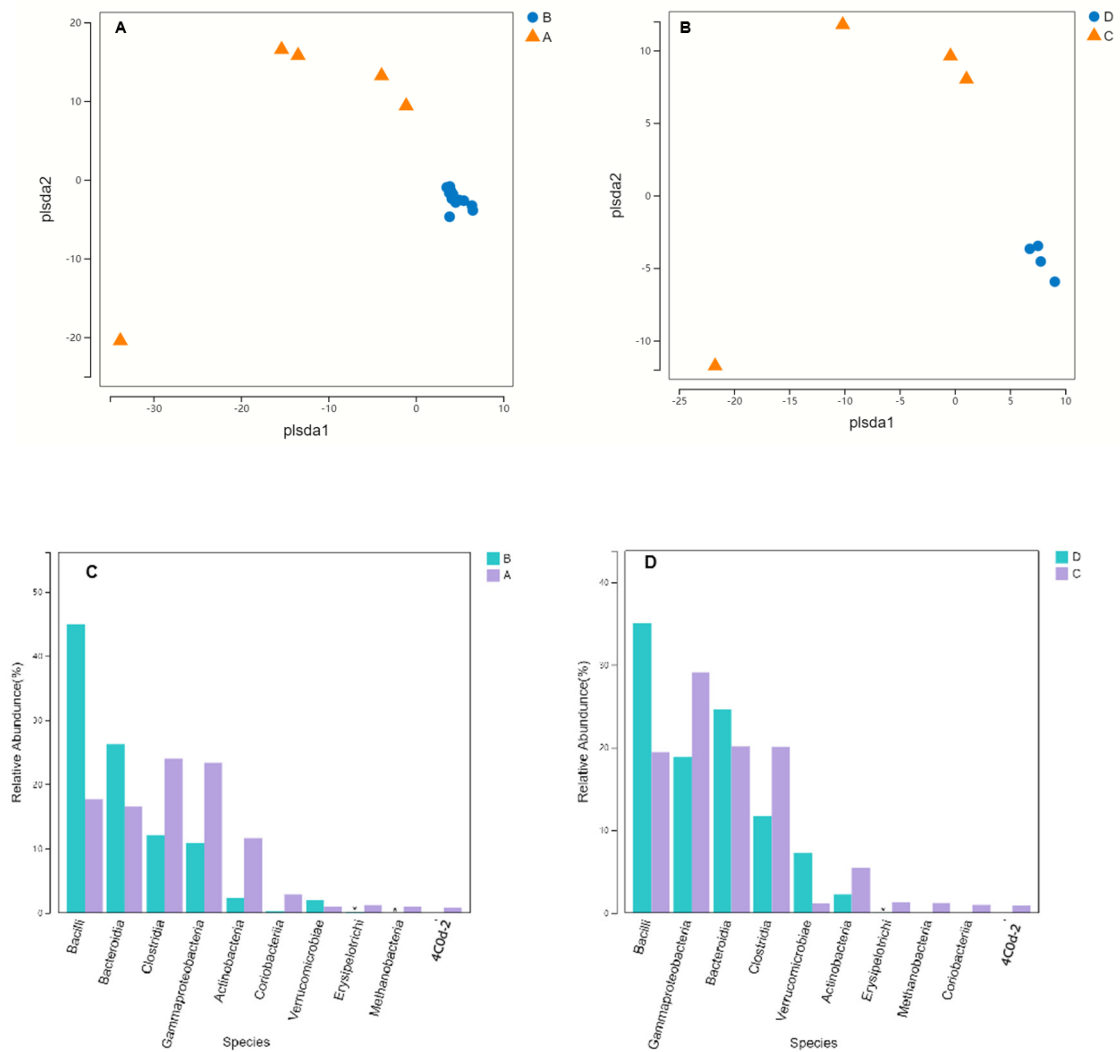 A
B
A
20
10
0
-10
-20
plsda2
-30
-20
-10
0
10
plsda1
B
D
C
10
5
0
-5
-10
plsda2
-25
-20
-15
-10
-5
0
5
10
plsda1
C
B
A
50
40
30
20
10
0
Relative Abundunce(%)
*
*
Bacilli
Bacteroidia
Clostridia
Gammaproteobacteria
Actinobacteria
Coriobacteriia
Verrucomicrobiae
Erysipelotrichi
Methanobacteria
4C0d-2
Species
D
D
C
40
30
20
10
0
Relative Abundunce(%)
*
Bacilli
Gammaproteobacteria
Bacteroidia
Clostridia
Verrucomicrobiae
Actinobacteria
Erysipelotrichi
Methanobacteria
Coriobacteriia
4C0d-2
Species